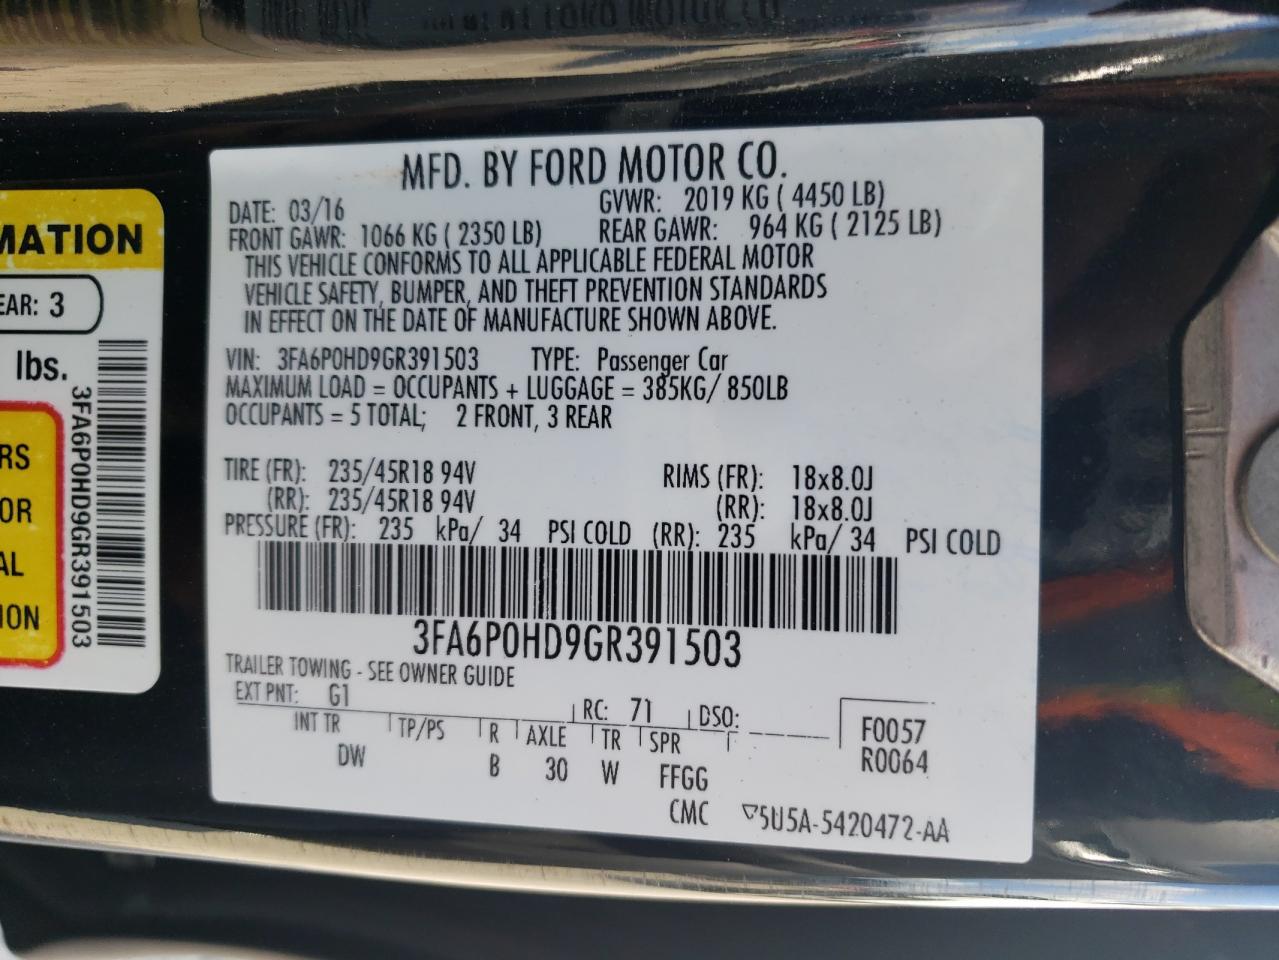 MFD. BY FORD MOTOR CO.
DATE: 03/16 GVWR: 2019 KG ( 4450 LB)
FRONT GAWR: 1066 KG ( 2350 LB) REAR GAWR: 964 KG ( 2125 LB)
THIS VEHICLE CONFORMS TO ALL APPLICABLE FEDERAL MOTOR
VEHICLE SAFETY, BUMPER, AND THEFT PREVENTION STANDARDS
IN EFFECT ON THE DATE OF MANUFACTURE SHOWN ABOVE.
VIN: 3FA6P0HD9GR391503 TYPE: Passenger Car
MAXIMUM LOAD = OCCUPANTS + LUGGAGE = 385KG/ 850LB
OCCUPANTS = 5 TOTAL; 2 FRONT, 3 REAR
TIRE (FR): 235/45R18 94V RIMS (FR): 18x8.0J
(RR): 235/45R18 94V (RR): 18x8.0J
PRESSURE (FR): 235 kPa/ 34 PSI COLD (RR): 235 kPa/ 34 PSI COLD
3FA6P0HD9GR391503
TRAILER TOWING - SEE OWNER GUIDE
EXT PNT: G1 RC: 71 DSO:
INT TR TP/PS R AXLE TR SPR
DW B 30 W FFGG
F0057
R0064
CMC 5U5A-5420472-AA
MATION
EAR: 3
lbs.
3FA6P0HD9GR391503
RS
OR
AL
ION